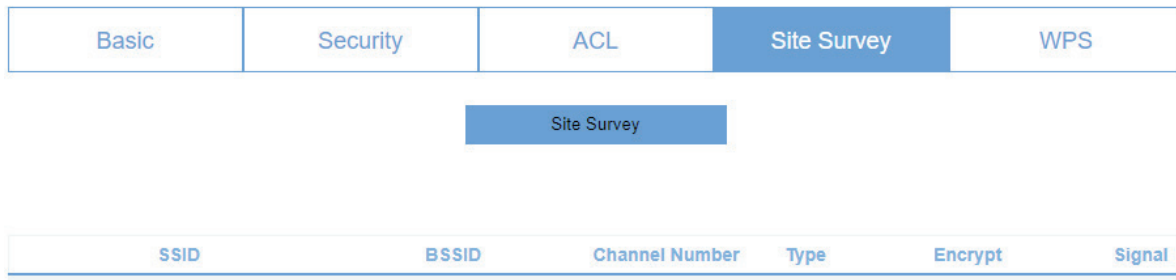 Basic Security ACL Site Survey WPS
Site Survey
SSID BSSID Channel Number Type Encrypt Signal